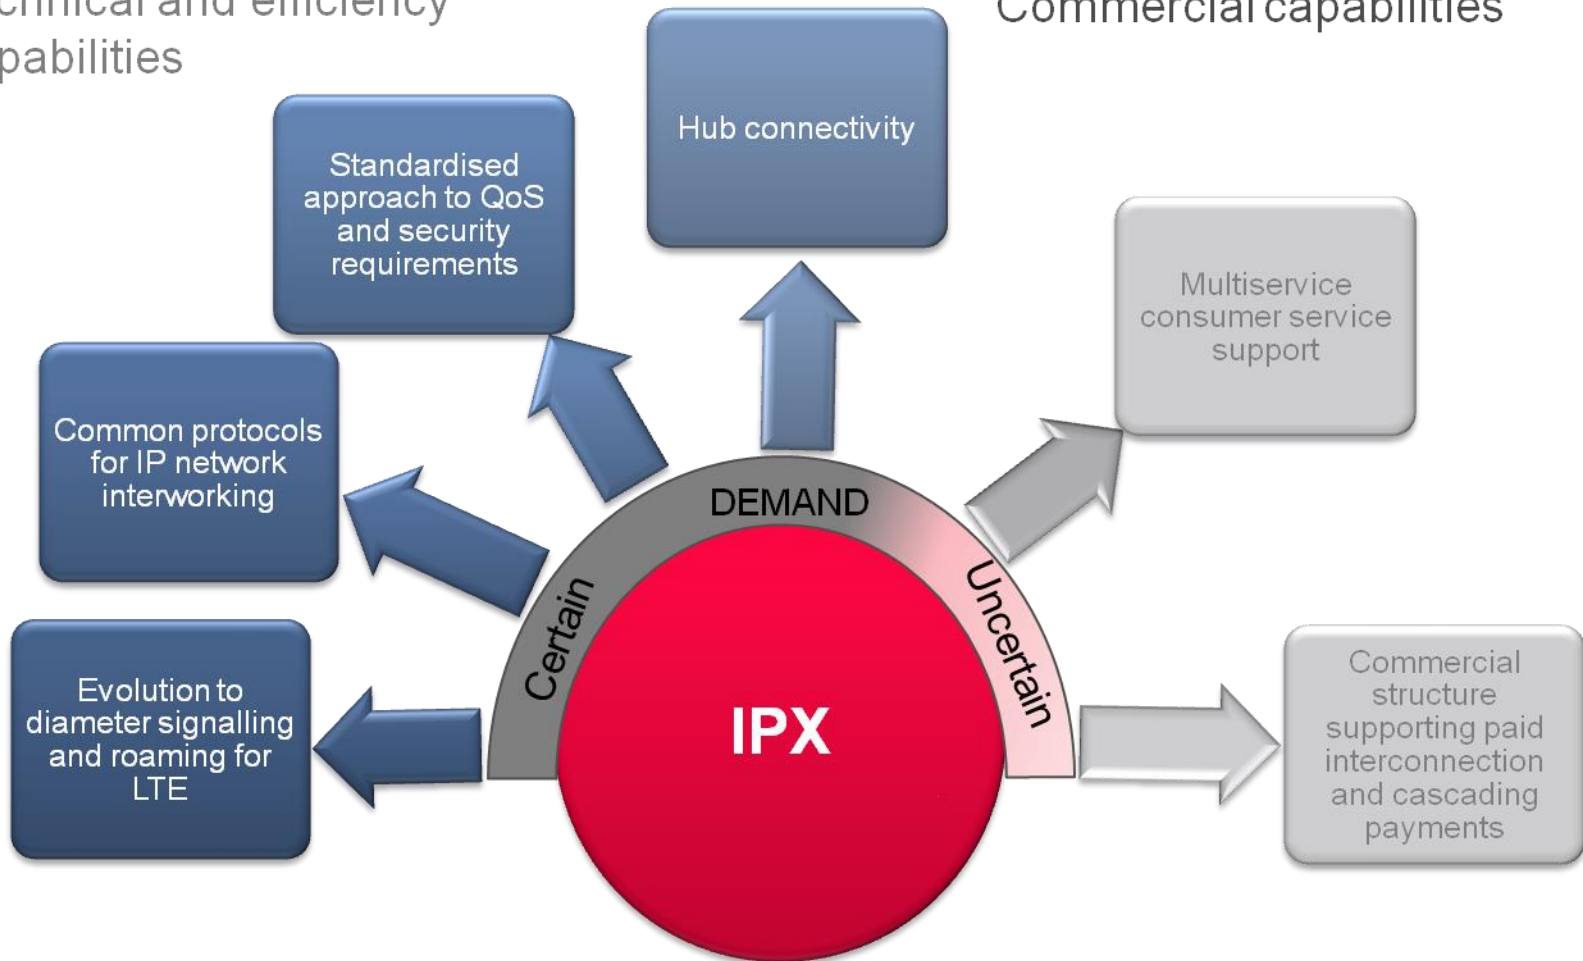 and efficiency
Commercial capabilities
Hub connectivity
Standardised
approach to QoS
and security
requirements
Multiservice
consumer service
support
Common protocols
for IP network
interworking
DEMAND
Certain
Uncertain
Evolution to
diameter signalling
and roaming for
LTE
IPX
Commercial
structure
supporting paid
interconnection
and cascading
payments